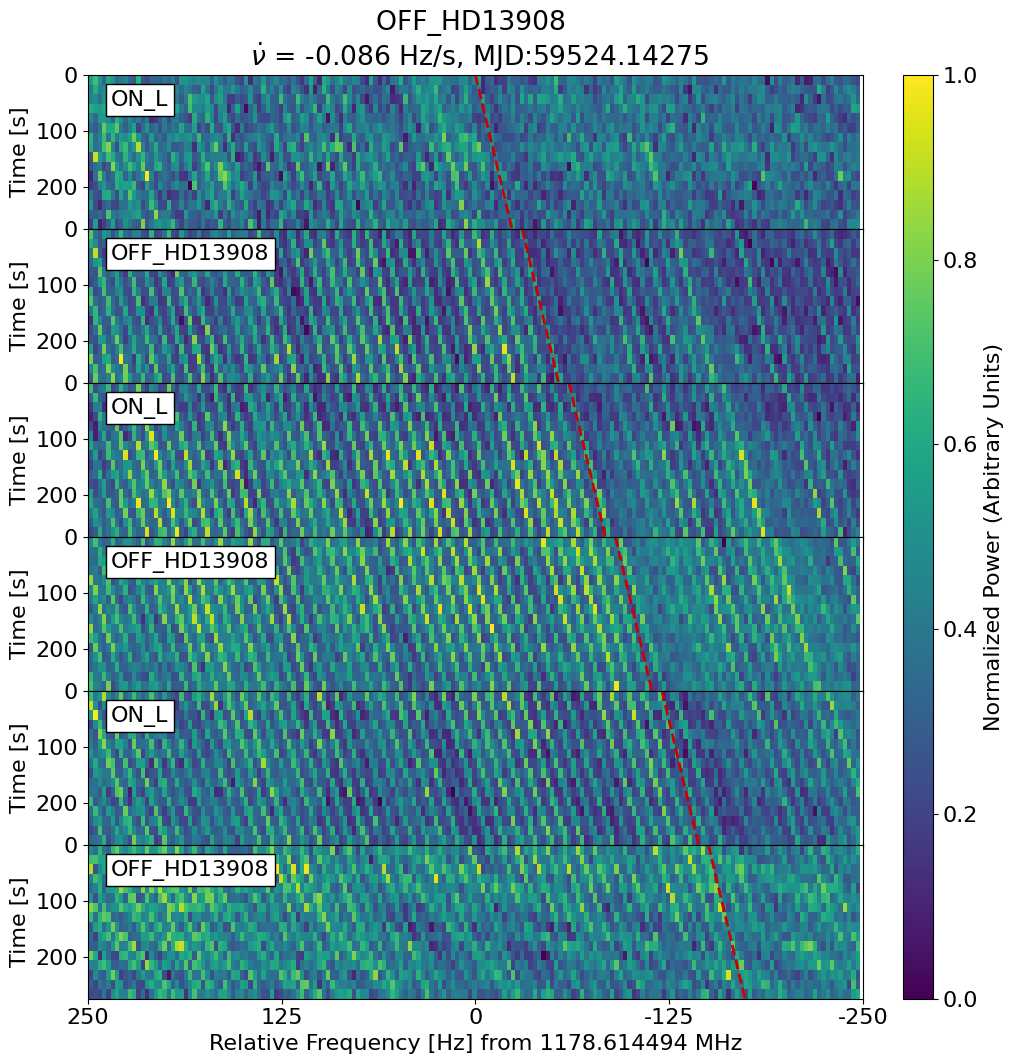 OFF_HD13908
ν̇ = -0.086 Hz/s, MJD:59524.14275
ON_L
OFF_HD13908
ON_L
OFF_HD13908
ON_L
OFF_HD13908
Time [s]
Time [s]
Time [s]
Time [s]
Time [s]
Time [s]
0
100
200
0
100
200
0
100
200
0
100
200
0
100
200
0
100
200
250
125
0
-125
-250
Relative Frequency [Hz] from 1178.614494 MHz
1.0
0.8
0.6
0.4
0.2
0.0
Normalized Power (Arbitrary Units)